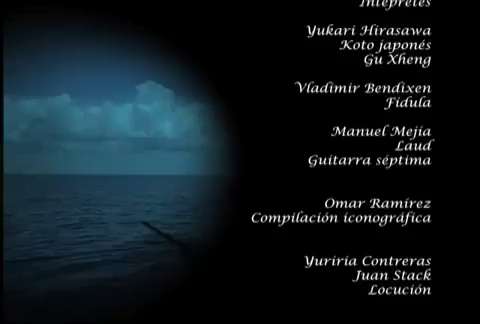 Intépretes
Yukari Hirasawa
Koto japonés
Gu Xheng
Vladimir Bendixen
Fidula
Manuel Mejía
Laud
Guitarra séptima
Omar Ramírez
Compilación iconográfica
Yuriria Contreras
Juan Stack
Locución